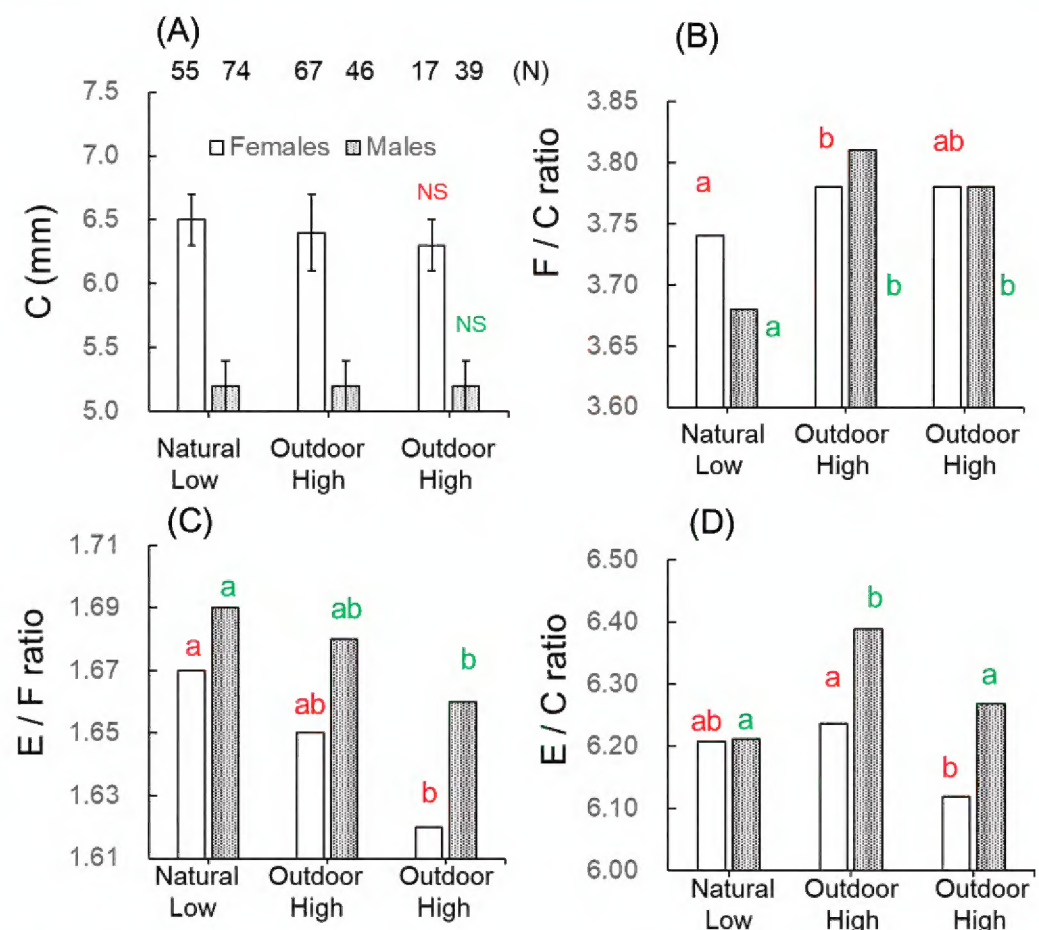 (A)
55 74 67 46 17 39 (N)
7.5
7.0
6.5
6.0
5.5
5.0
C (mm)
Females Males
NS
NS
Natural Low
Outdoor High
Outdoor High
(B)
3.85
3.80
3.75
3.70
3.65
3.60
F / C ratio
a
a
b
b
ab
b
Natural Low
Outdoor High
Outdoor High
(C)
1.71
1.69
1.67
1.65
1.63
1.61
E / F ratio
a
a
ab
ab
b
b
Natural Low
Outdoor High
Outdoor High
(D)
6.50
6.40
6.30
6.20
6.10
6.00
E / C ratio
ab
a
a
b
b
a
Natural Low
Outdoor High
Outdoor High